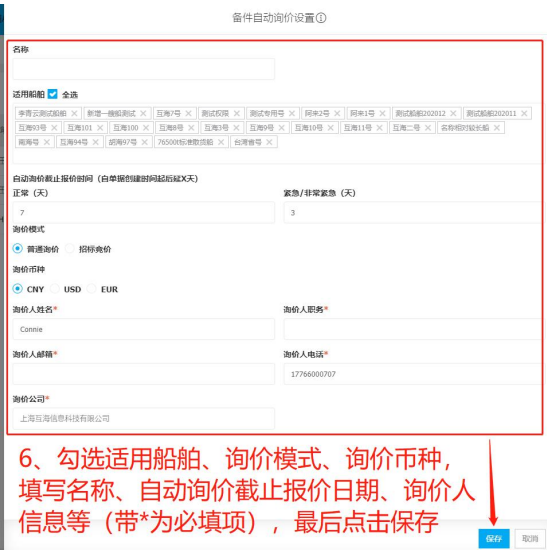 备件自动询价设置ⓘ
名称
适用船舶 全选
李青云测试船舶 × 新增一艘船测试 × 互海7号 × 测试权限 × 测试专用号 × 阿来2号 × 阿来1号 × 测试船舶202012 × 测试船舶202011 ×
互海93号 × 互海101 × 互海100 × 互海8号 × 互海3号 × 互海9号 × 互海10号 × 互海11号 × 互海二号 × 名称相对较长船 ×
南海号 × 互海94号 × 胡海97号 × 76500t标准散货船 × 台湾省号 ×
自动询价截止报价时间（自单据创建时间起后延X天）
正常（天） 紧急/非常紧急（天）
7 3
询价模式
普通询价 招标竞价
询价币种
CNY USD EUR
询价人姓名* 询价人职务*
Connie
询价人邮箱* 询价人电话*
17766000707
询价公司*
上海互海信息科技有限公司
6、勾选适用船舶、询价模式、询价币种，
填写名称、自动询价截止报价日期、询价人
信息等（带*为必填项），最后点击保存
保存 取消